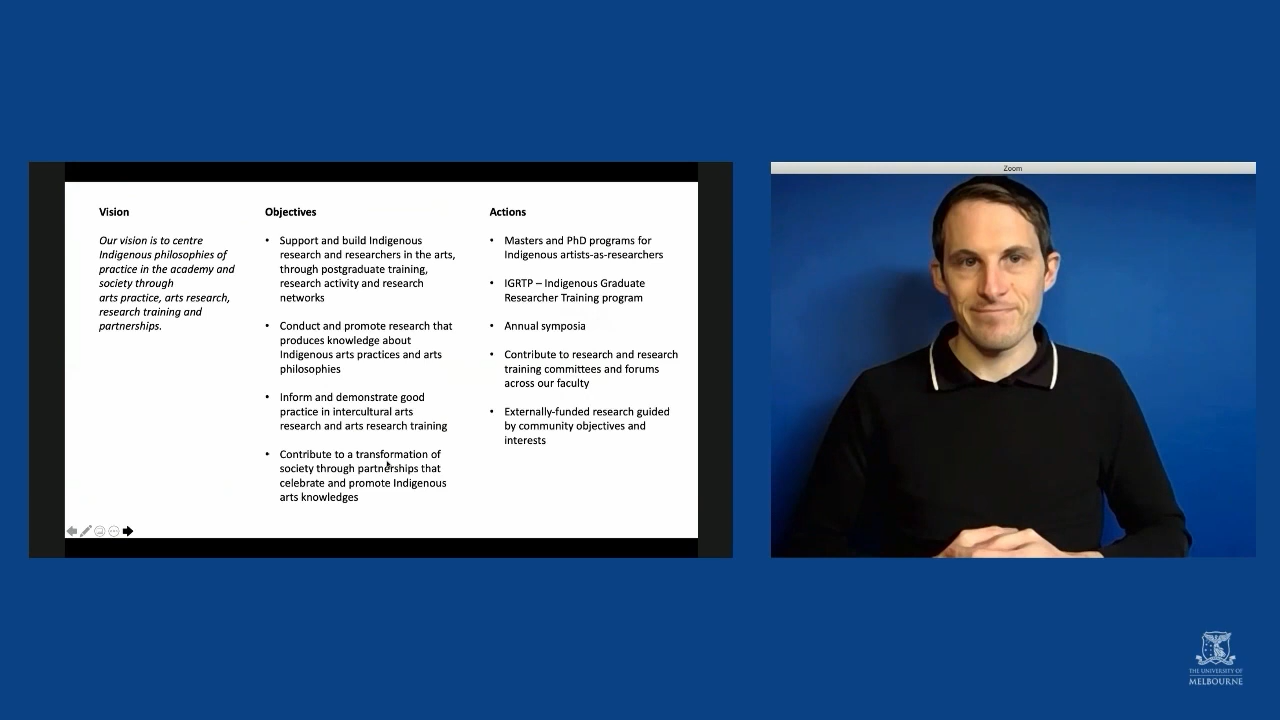 Zoom
Vision
Our vision is to centre
Indigenous philosophies of
practice in the academy and
society through
arts practice, arts research,
research training and
partnerships.
Objectives
• Support and build Indigenous
research and researchers in the arts,
through postgraduate training,
research activity and research
networks
• Conduct and promote research that
produces knowledge about
Indigenous arts practices and arts
philosophies
• Inform and demonstrate good
practice in intercultural arts
research and arts research training
• Contribute to a transformation of
society through partnerships that
celebrate and promote Indigenous
arts knowledges
Actions
• Masters and PhD programs for
Indigenous artists-as-researchers
• IGRTP – Indigenous Graduate
Researcher Training program
• Annual symposia
• Contribute to research and research
training committees and forums
across our faculty
• Externally-funded research guided
by community objectives and
interests
THE UNIVERSITY OF
MELBOURNE